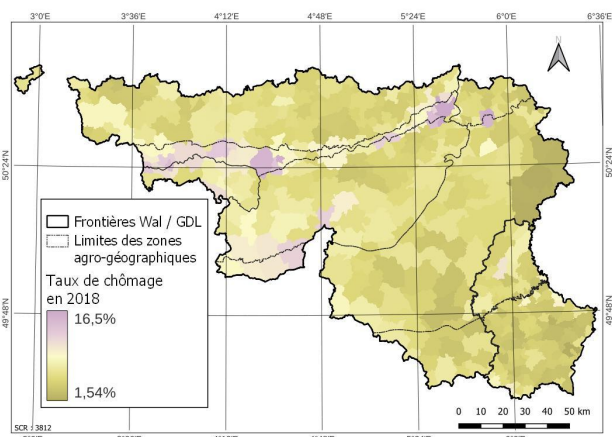 3°0'E 3°36'E 4°12'E 4°48'E 5°24'E 6°0'E 6°36'E
N
50°24'N 50°24'N
Frontières Wal / GDL
Limites des zones
agro-géographiques
Taux de chômage
en 2018
16,5%
1,54%
49°48'N 49°48'N
0 10 20 30 40 50 km
SCR : 3812